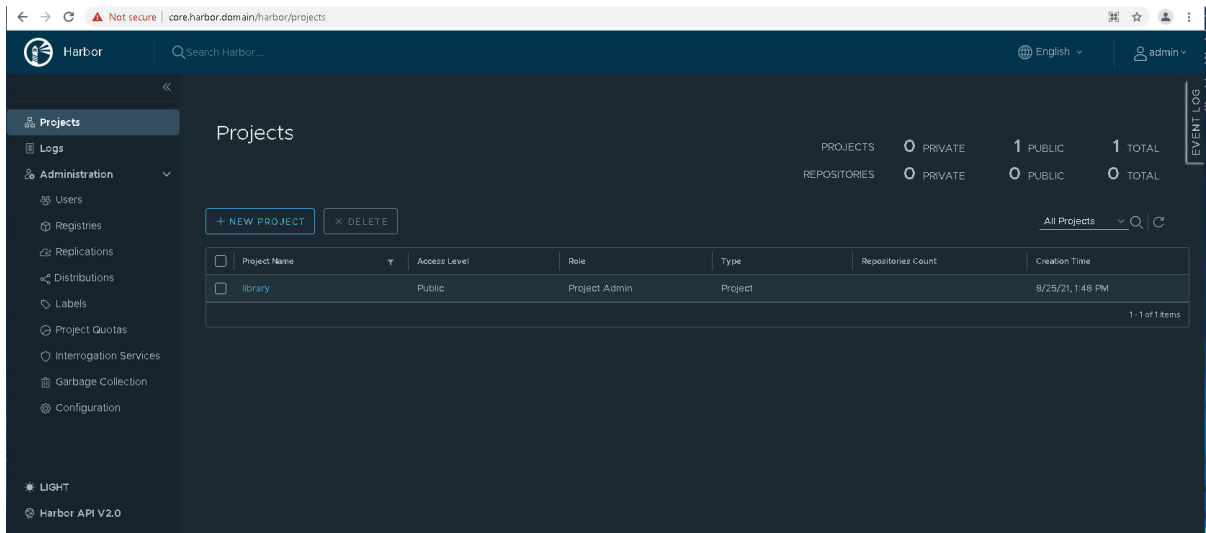 Not secure | core.harbor.domain/harbor/projects
Harbor
Search Harbor...
English
admin
EVENT LOG
Projects
Logs
Administration
Users
Registries
Replications
Distributions
Labels
Project Quotas
Interrogation Services
Garbage Collection
Configuration
LIGHT
Harbor API V2.0
Projects
PROJECTS 0 PRIVATE 1 PUBLIC 1 TOTAL
REPOSITORIES 0 PRIVATE 0 PUBLIC 0 TOTAL
+ NEW PROJECT × DELETE
All Projects
Project Name Access Level Role Type Repositories Count Creation Time
library Public Project Admin Project 8/25/21, 1:48 PM
1 - 1 of 1 items